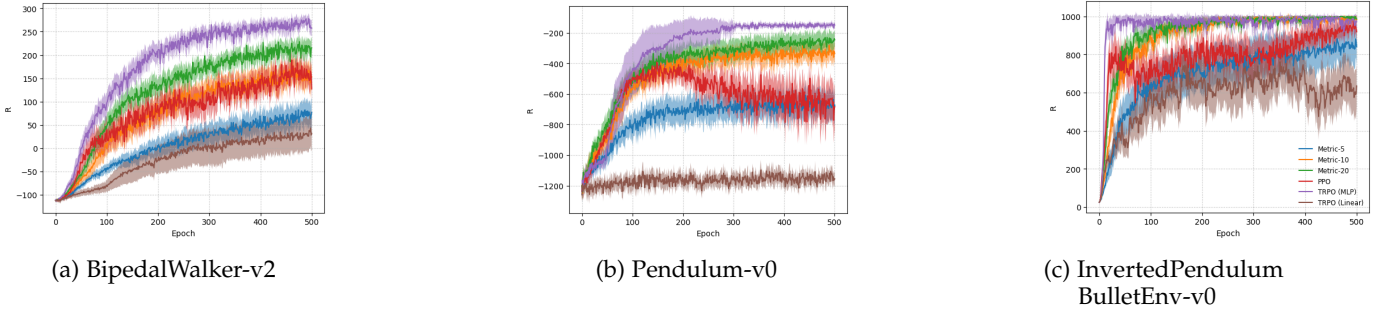 300
250
200
150
100
50
0
−50
−100
R
0 100 200 300 400 500
Epoch
(a) BipedalWalker-v2
−200
−400
−600
−800
−1000
−1200
R
0 100 200 300 400 500
Epoch
(b) Pendulum-v0
1000
800
600
400
200
0
R
Metric-5
Metric-10
Metric-20
PPO
TRPO (MLP)
TRPO (Linear)
0 100 200 300 400 500
Epoch
(c) InvertedPendulum
BulletEnv-v0